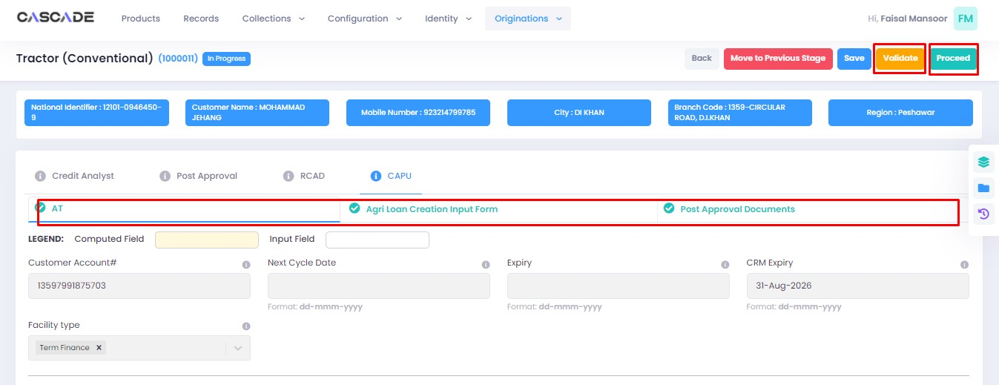 CASCADE
Products
Records
Collections
Configuration
Identity
Originations
Hi, Faisal Mansoor
FM
Tractor (Conventional) (1000011) In Progress
Back
Move to Previous Stage
Save
Validate
Proceed
National Identifier : 12101-0946450-
9
Customer Name : MOHAMMAD
JEHANG
Mobile Number : 923214799785
City : DI KHAN
Branch Code : 1359-CIRCULAR
ROAD, D.I.KHAN
Region : Peshawar
Credit Analyst
Post Approval
RCAD
CAPU
AT
Agri Loan Creation Input Form
Post Approval Documents
LEGEND: Computed Field
Input Field
Customer Account#
13597991875703
Next Cycle Date
Format: dd-mmm-yyyy
Expiry
Format: dd-mmm-yyyy
CRM Expiry
31-Aug-2026
Format: dd-mmm-yyyy
Facility type
Term Finance